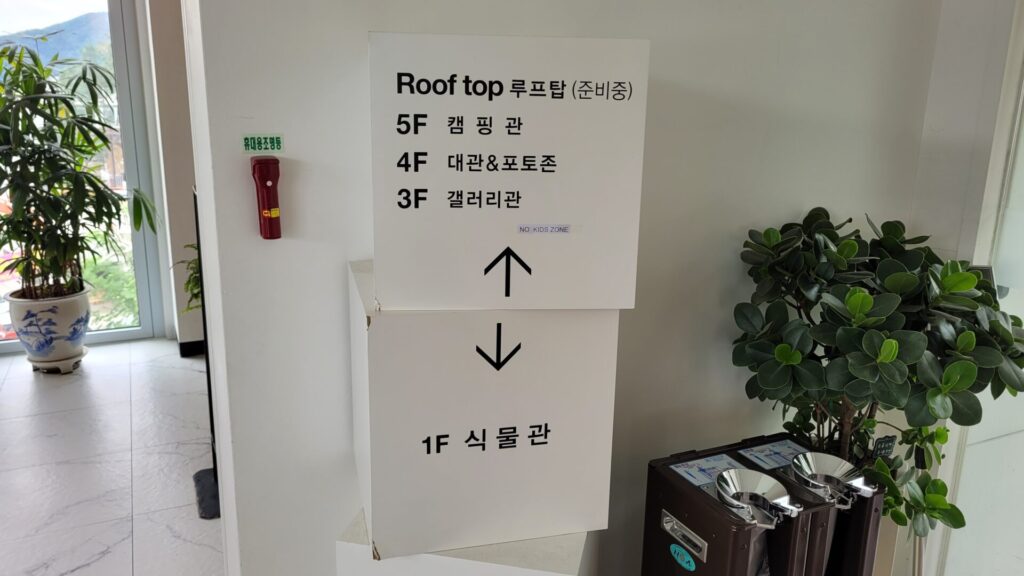 휴대용조명등
Roof top 루프탑 (준비중)
5F 캠핑관
4F 대관&포토존
3F 갤러리관
NO KIDS ZONE
↑
↓
1F 식물관